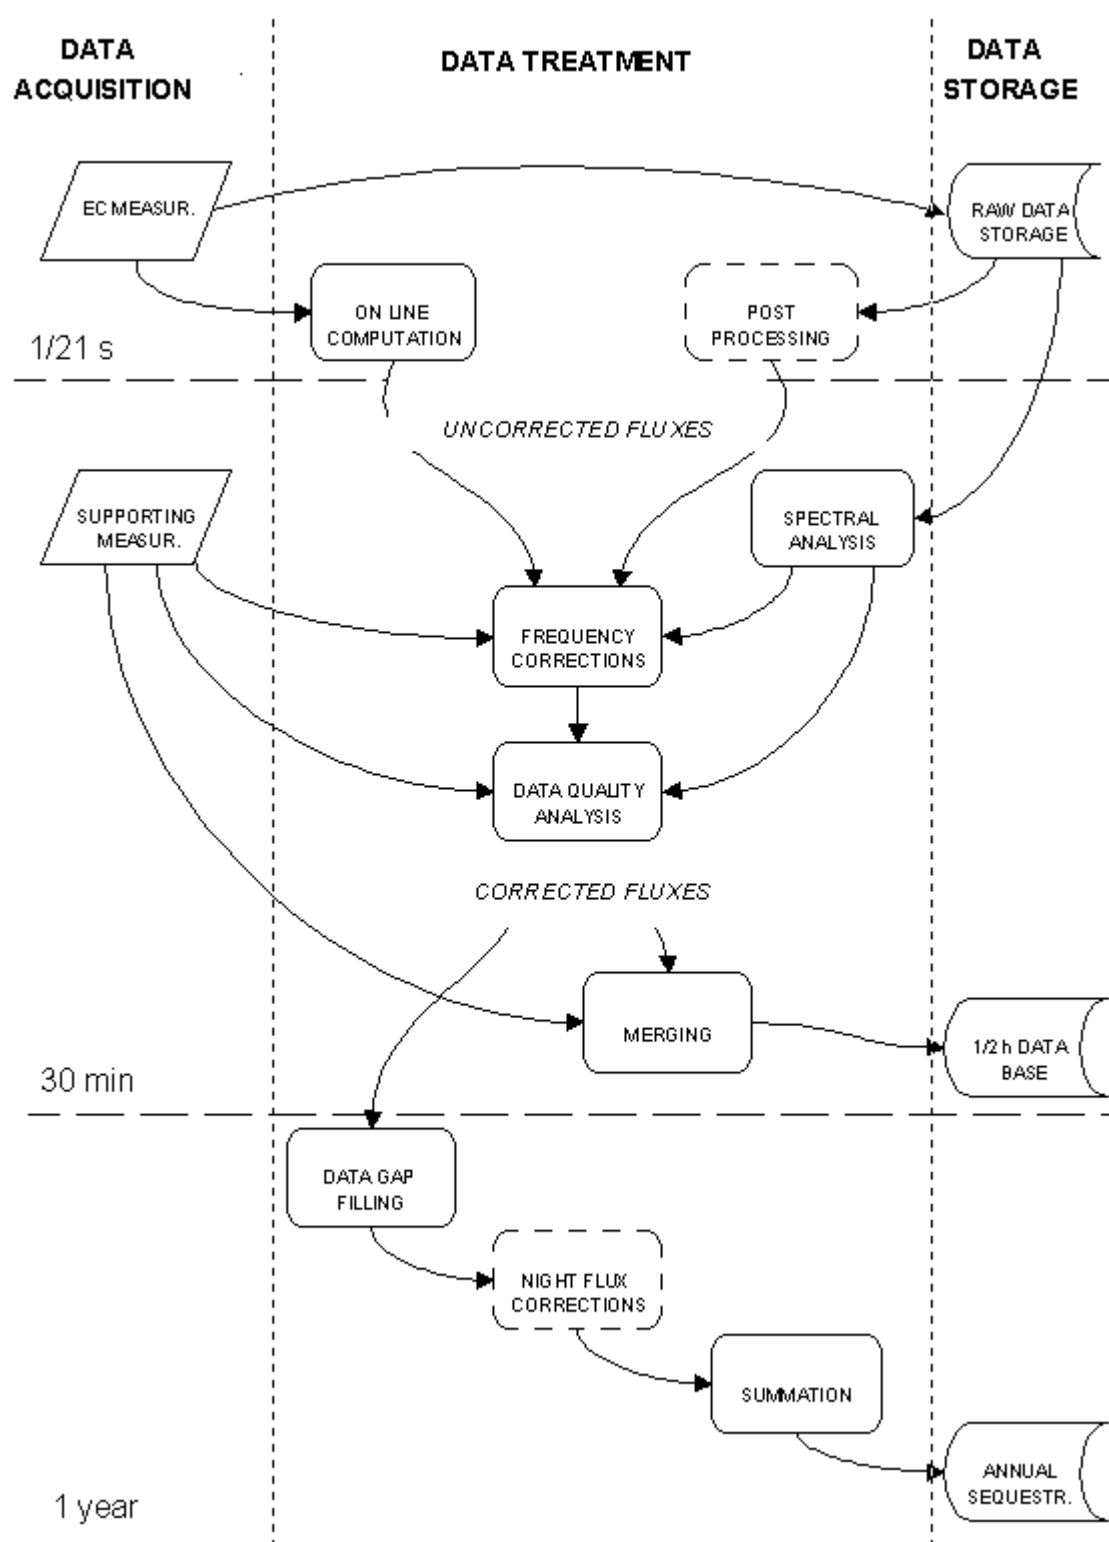 DATA
ACQUISITION
DATA TREATMENT
DATA
STORAGE
EC MEASUR.
RAW DATA
STORAGE
ON LINE
COMPUTATION
POST
PROCESSING
1/21 s
UNCORRECTED FLUXES
SUPPORTING
MEASUR.
SPECTRAL
ANALYSIS
FREQUENCY
CORRECTIONS
DATA QUALITY
ANALYSIS
CORRECTED FLUXES
MERGING
1/2 h DATA
BASE
30 min
DATA GAP
FILLING
NIGHT FLUX
CORRECTIONS
SUMMATION
ANNUAL
SEQUESTR.
1 year